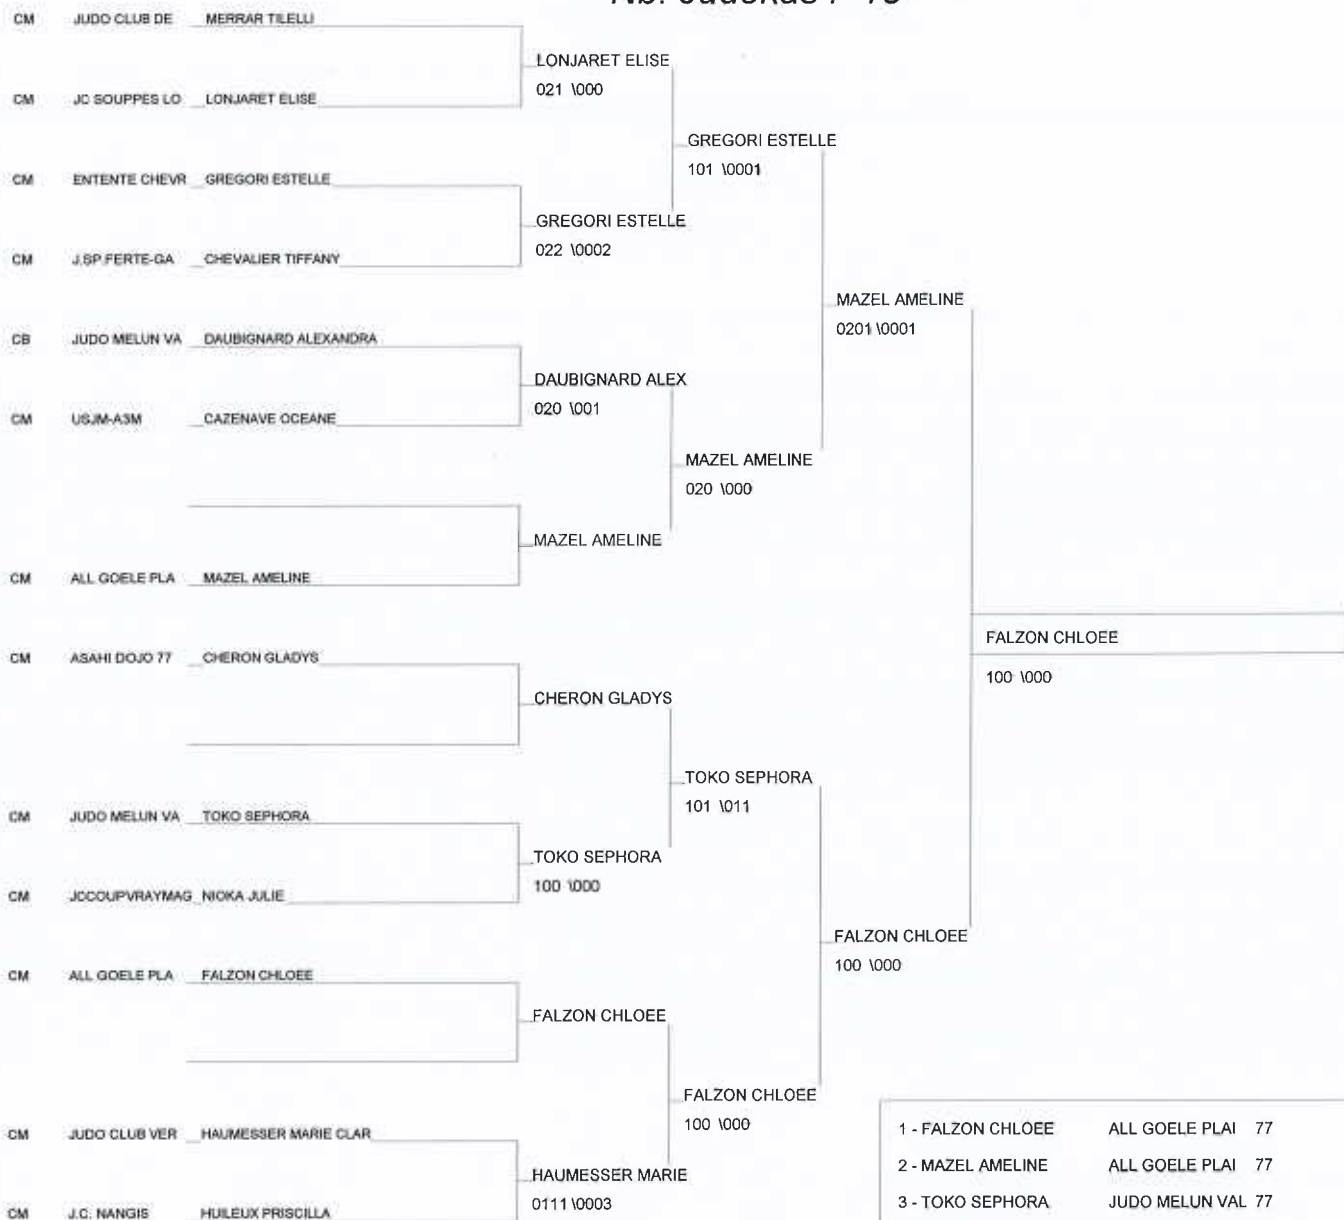 Nb. Judokas : 13
CM JUDO CLUB DE MERRAR TILELLI
LONJARET ELISE
021 \000
CM JC SOUPPES LO LONJARET ELISE
GREGORI ESTELLE
101 \0001
CM ENTENTE CHEVR GREGORI ESTELLE
GREGORI ESTELLE
022 \0002
CM J.SP.FERTE-GA CHEVALIER TIFFANY
MAZEL AMELINE
0201 \0001
CB JUDO MELUN VA DAUBIGNARD ALEXANDRA
DAUBIGNARD ALEX
020 \001
CM USJM-A3M CAZENAVE OCEANE
MAZEL AMELINE
020 \000
MAZEL AMELINE
CM ALL GOELE PLA MAZEL AMELINE
FALZON CHLOEE
100 \000
CM ASAHI DOJO 77 CHERON GLADYS
CHERON GLADYS
TOKO SEPHORA
101 \011
CM JUDO MELUN VA TOKO SEPHORA
TOKO SEPHORA
100 \000
CM JCCOUPVRAYMAG NIOKA JULIE
FALZON CHLOEE
100 \000
CM ALL GOELE PLA FALZON CHLOEE
FALZON CHLOEE
FALZON CHLOEE
100 \000
CM JUDO CLUB VER HAUMESSER MARIE CLAR
HAUMESSER MARIE
0111 \0003
CM J.C. NANGIS HUILEUX PRISCILLA
1 - FALZON CHLOEE ALL GOELE PLAI 77
2 - MAZEL AMELINE ALL GOELE PLAI 77
3 - TOKO SEPHORA JUDO MELUN VAL 77